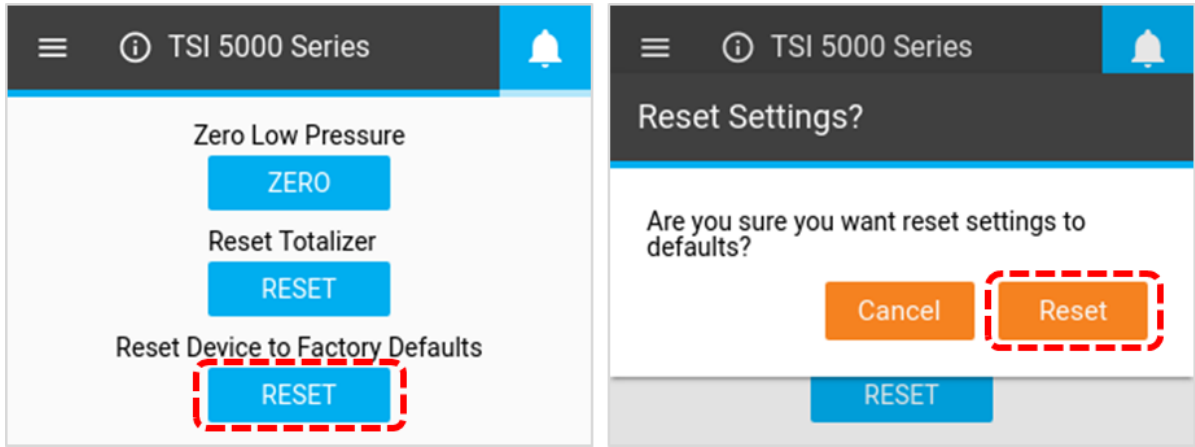 TSI 5000 Series
Zero Low Pressure
ZERO
Reset Totalizer
RESET
Reset Device to Factory Defaults
RESET
TSI 5000 Series
Reset Settings?
Are you sure you want reset settings to
defaults?
Cancel Reset
RESET